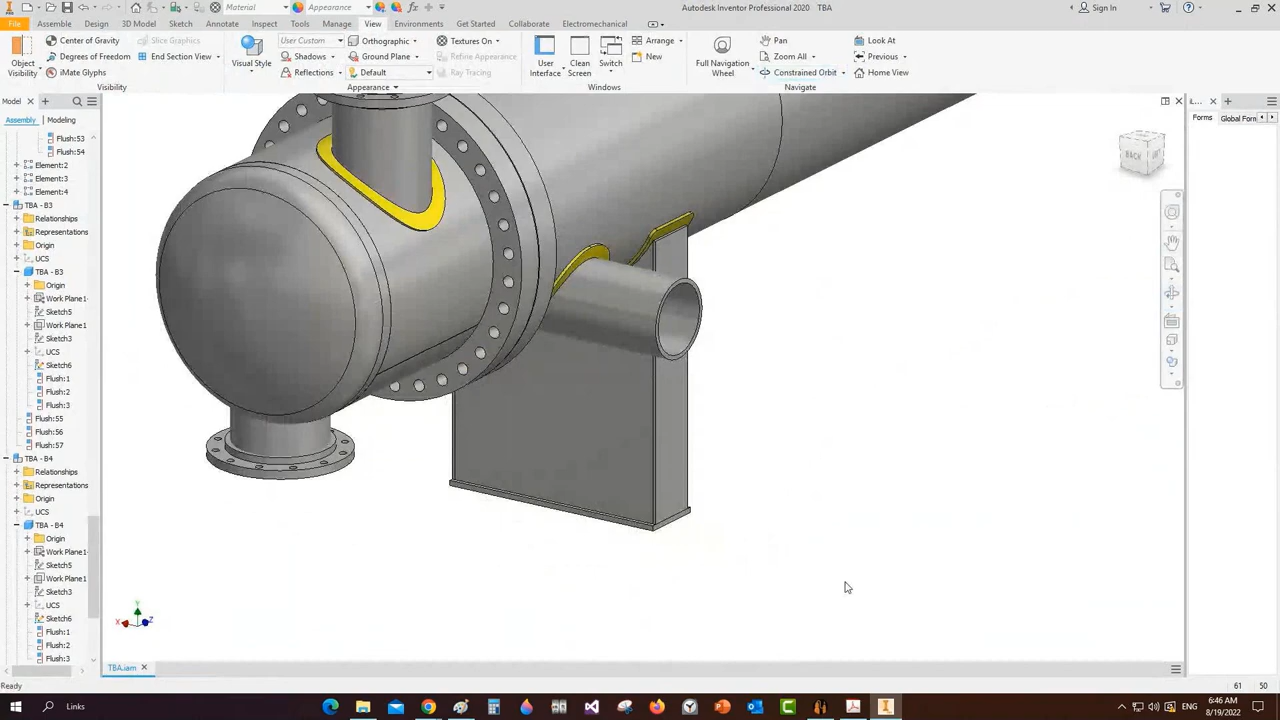 Material
Appearance
Autodesk Inventor Professional 2020 TBA
Sign In
File Assembly Design 3D Model Sketch Annotate Inspect Tools Manage View Environments Get Started Collaborate Electromechanical
Object Visibility
Center of Gravity
Degrees of Freedom
iMate Glyphs
Slice Graphics
End Section View
Visibility
Visual Style
User Custom
Shadows
Reflections
Orthographic
Ground Plane
Default
Textures On
Refine Appearance
Ray Tracing
Appearance
User Interface
Clean Screen
Switch
Arrange
New
Windows
Full Navigation Wheel
Pan
Zoom All
Constrained Orbit
Look At
Previous
Home View
Navigate
Model
Assembly Modeling
Flush:53
Flush:54
Element:2
Element:3
Element:4
TBA - B3
Relationships
Representations
Origin
UCS
TBA - B3
Origin
Work Plane1
Sketch5
Work Plane1
Sketch3
UCS
Sketch6
Flush:1
Flush:2
Flush:3
Flush:55
Flush:56
Flush:57
TBA - B4
Relationships
Representations
Origin
UCS
TBA - B4
Origin
Work Plane1
Sketch5
Work Plane1
Sketch3
UCS
Sketch6
Flush:1
Flush:2
Flush:3
BACK
Forms Global Forn
X
Y
Z
TBA.iam
Ready
61 50
Links
6:46 AM
8/19/2022